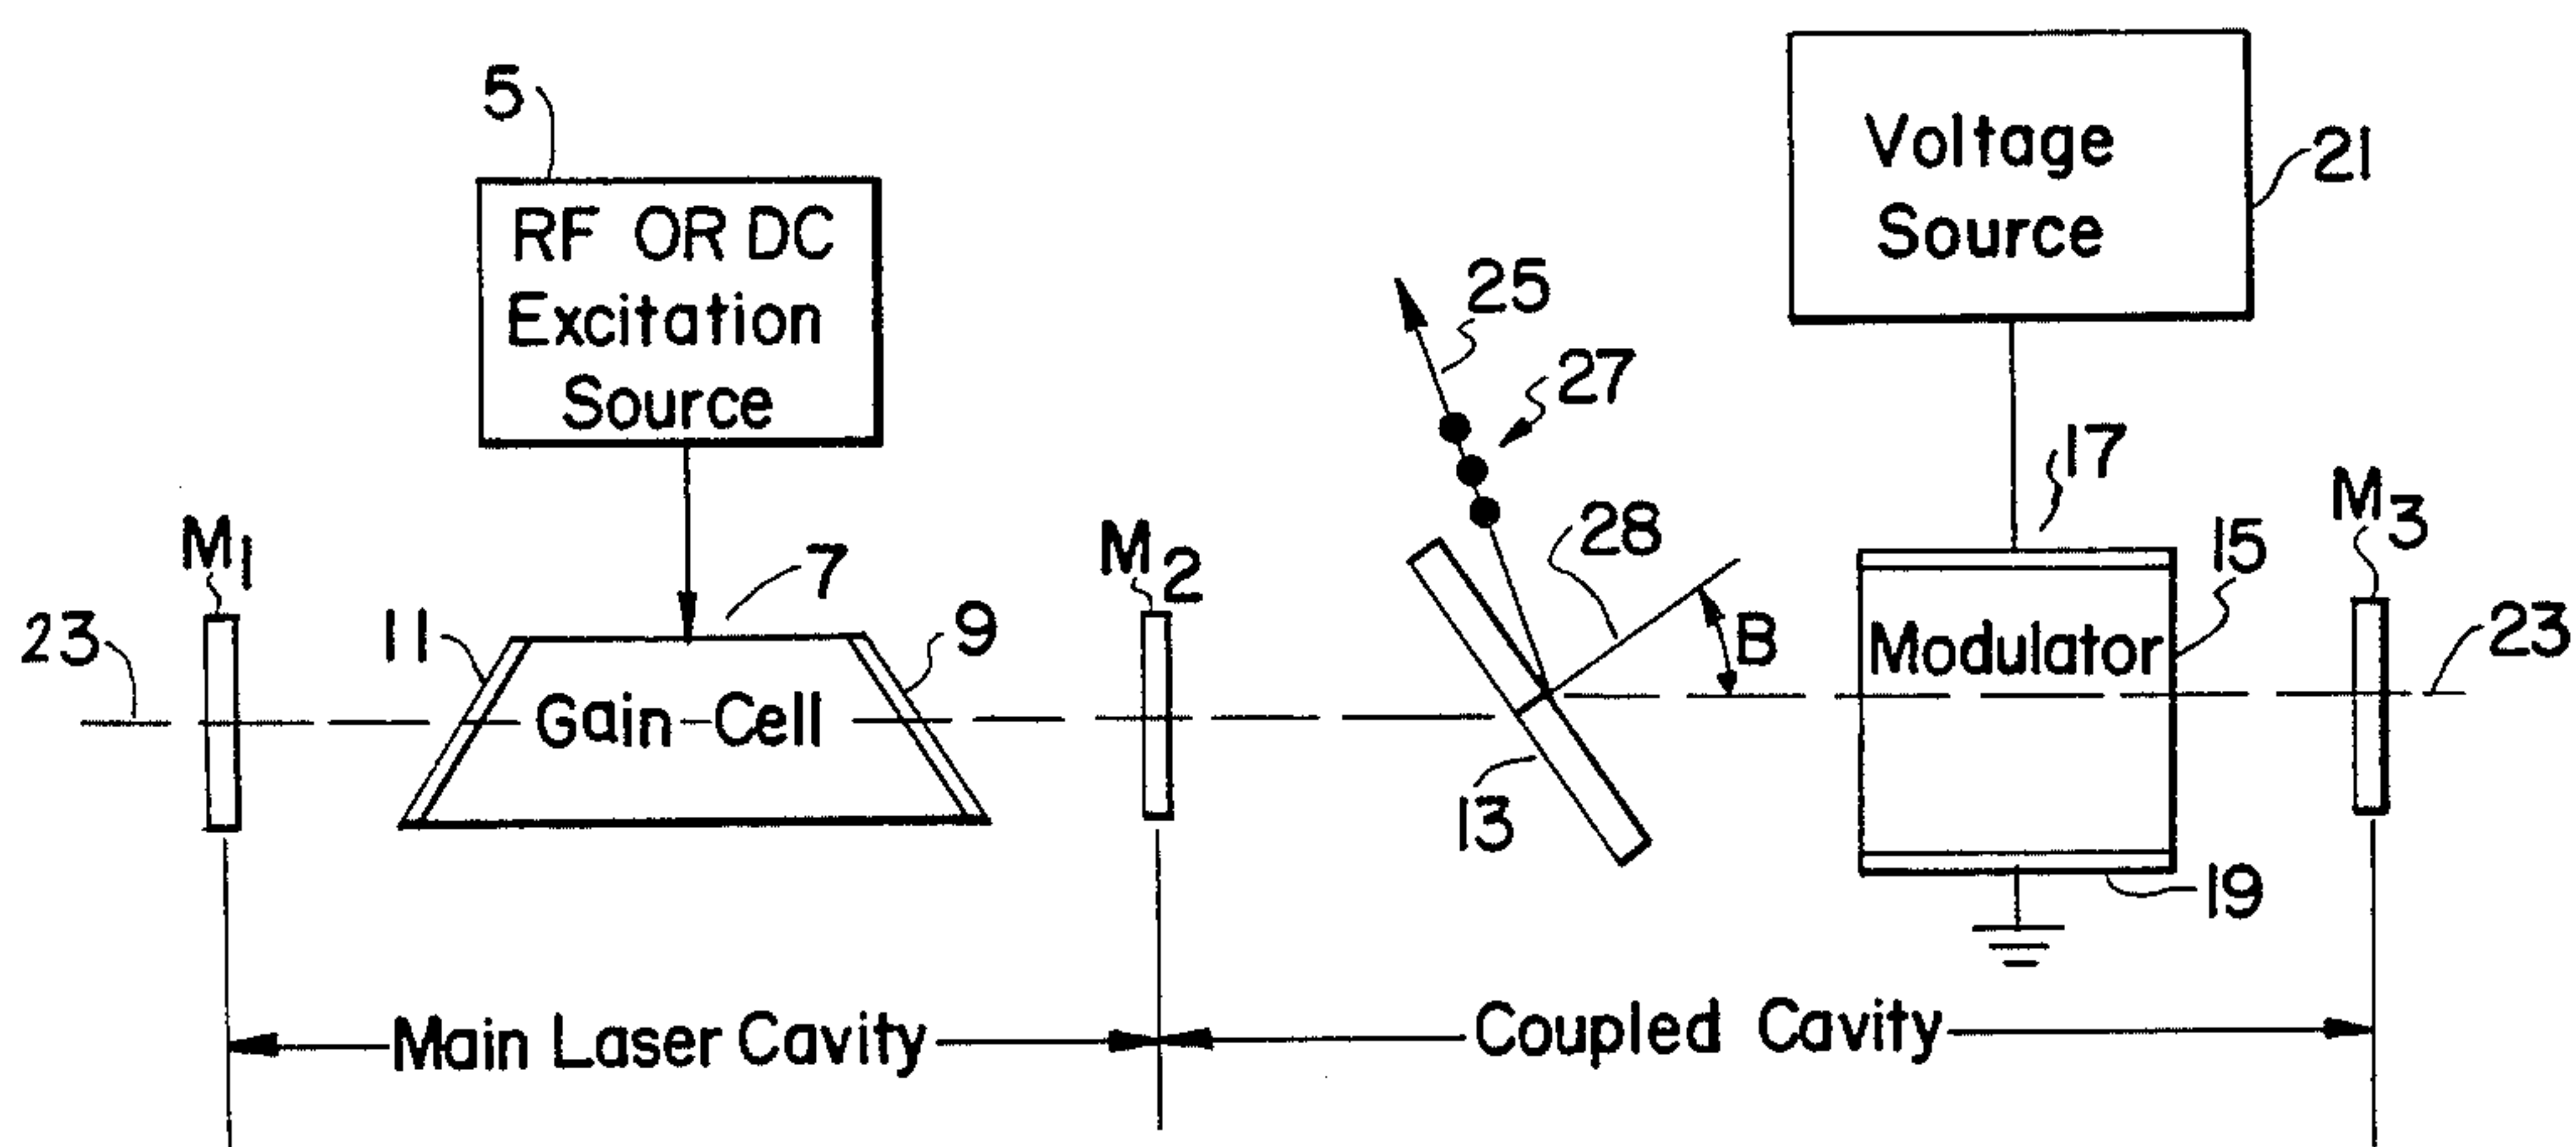 5
RF OR DC
Excitation
Source
Voltage
Source
21
25
27
17
M1
7
M2
28
M3
15
23
11
9
B
Modulator
23
Gain-Cell
13
19
Main Laser Cavity
Coupled Cavity